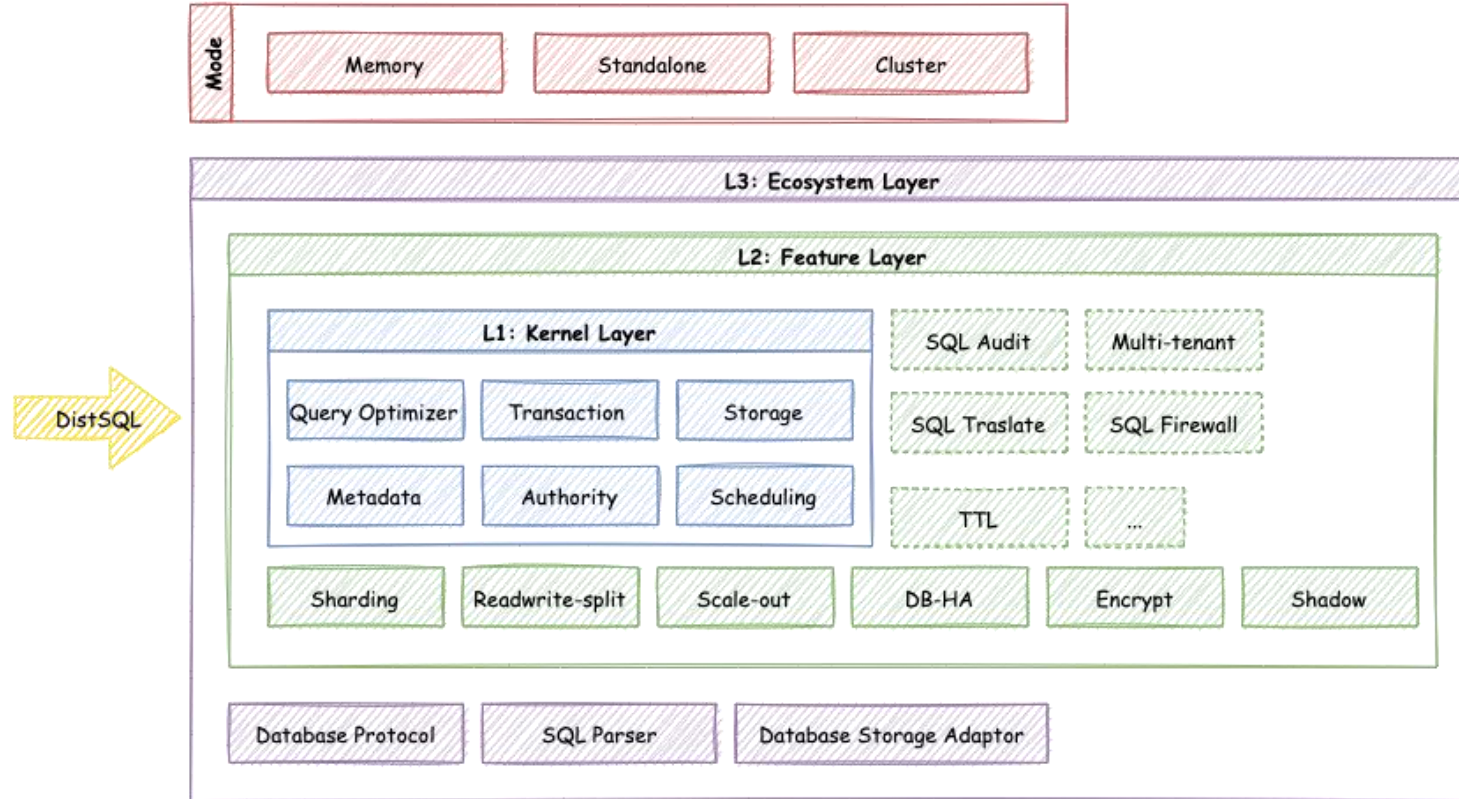 Mode
Memory
Standalone
Cluster
L3: Ecosystem Layer
L2: Feature Layer
L1: Kernel Layer
SQL Audit
Multi-tenant
Query Optimizer
Transaction
Storage
SQL Traslate
SQL Firewall
DistSQL
Metadata
Authority
Scheduling
TTL
...
Sharding
Readwrite-split
Scale-out
DB-HA
Encrypt
Shadow
Database Protocol
SQL Parser
Database Storage Adaptor